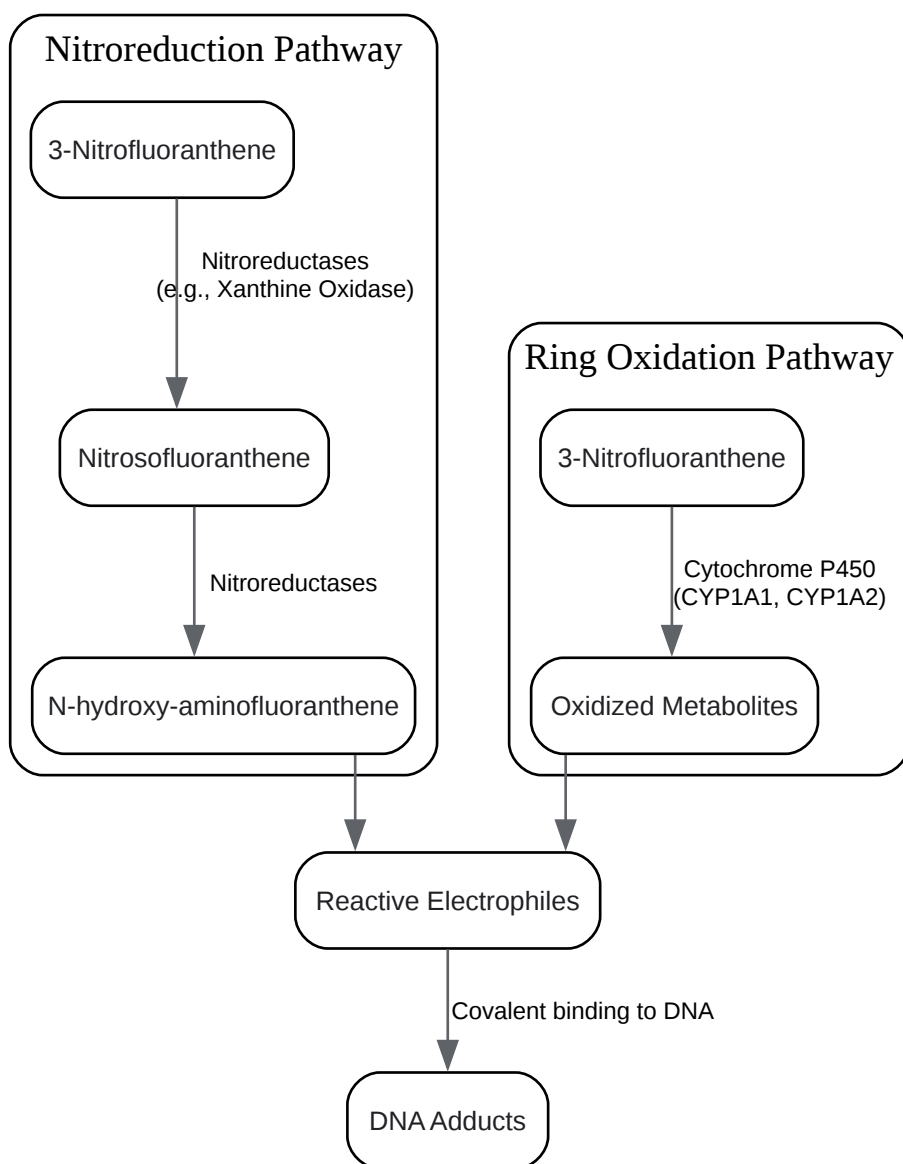 Nitroreduction Pathway
3-Nitrofluoranthene
Nitroreductases
(e.g., Xanthine Oxidase)
Nitrosofluoranthene
Nitroreductases
N-hydroxy-aminofluoranthene
Ring Oxidation Pathway
3-Nitrofluoranthene
Cytochrome P450
(CYP1A1, CYP1A2)
Oxidized Metabolites
Reactive Electrophiles
Covalent binding to DNA
DNA Adducts